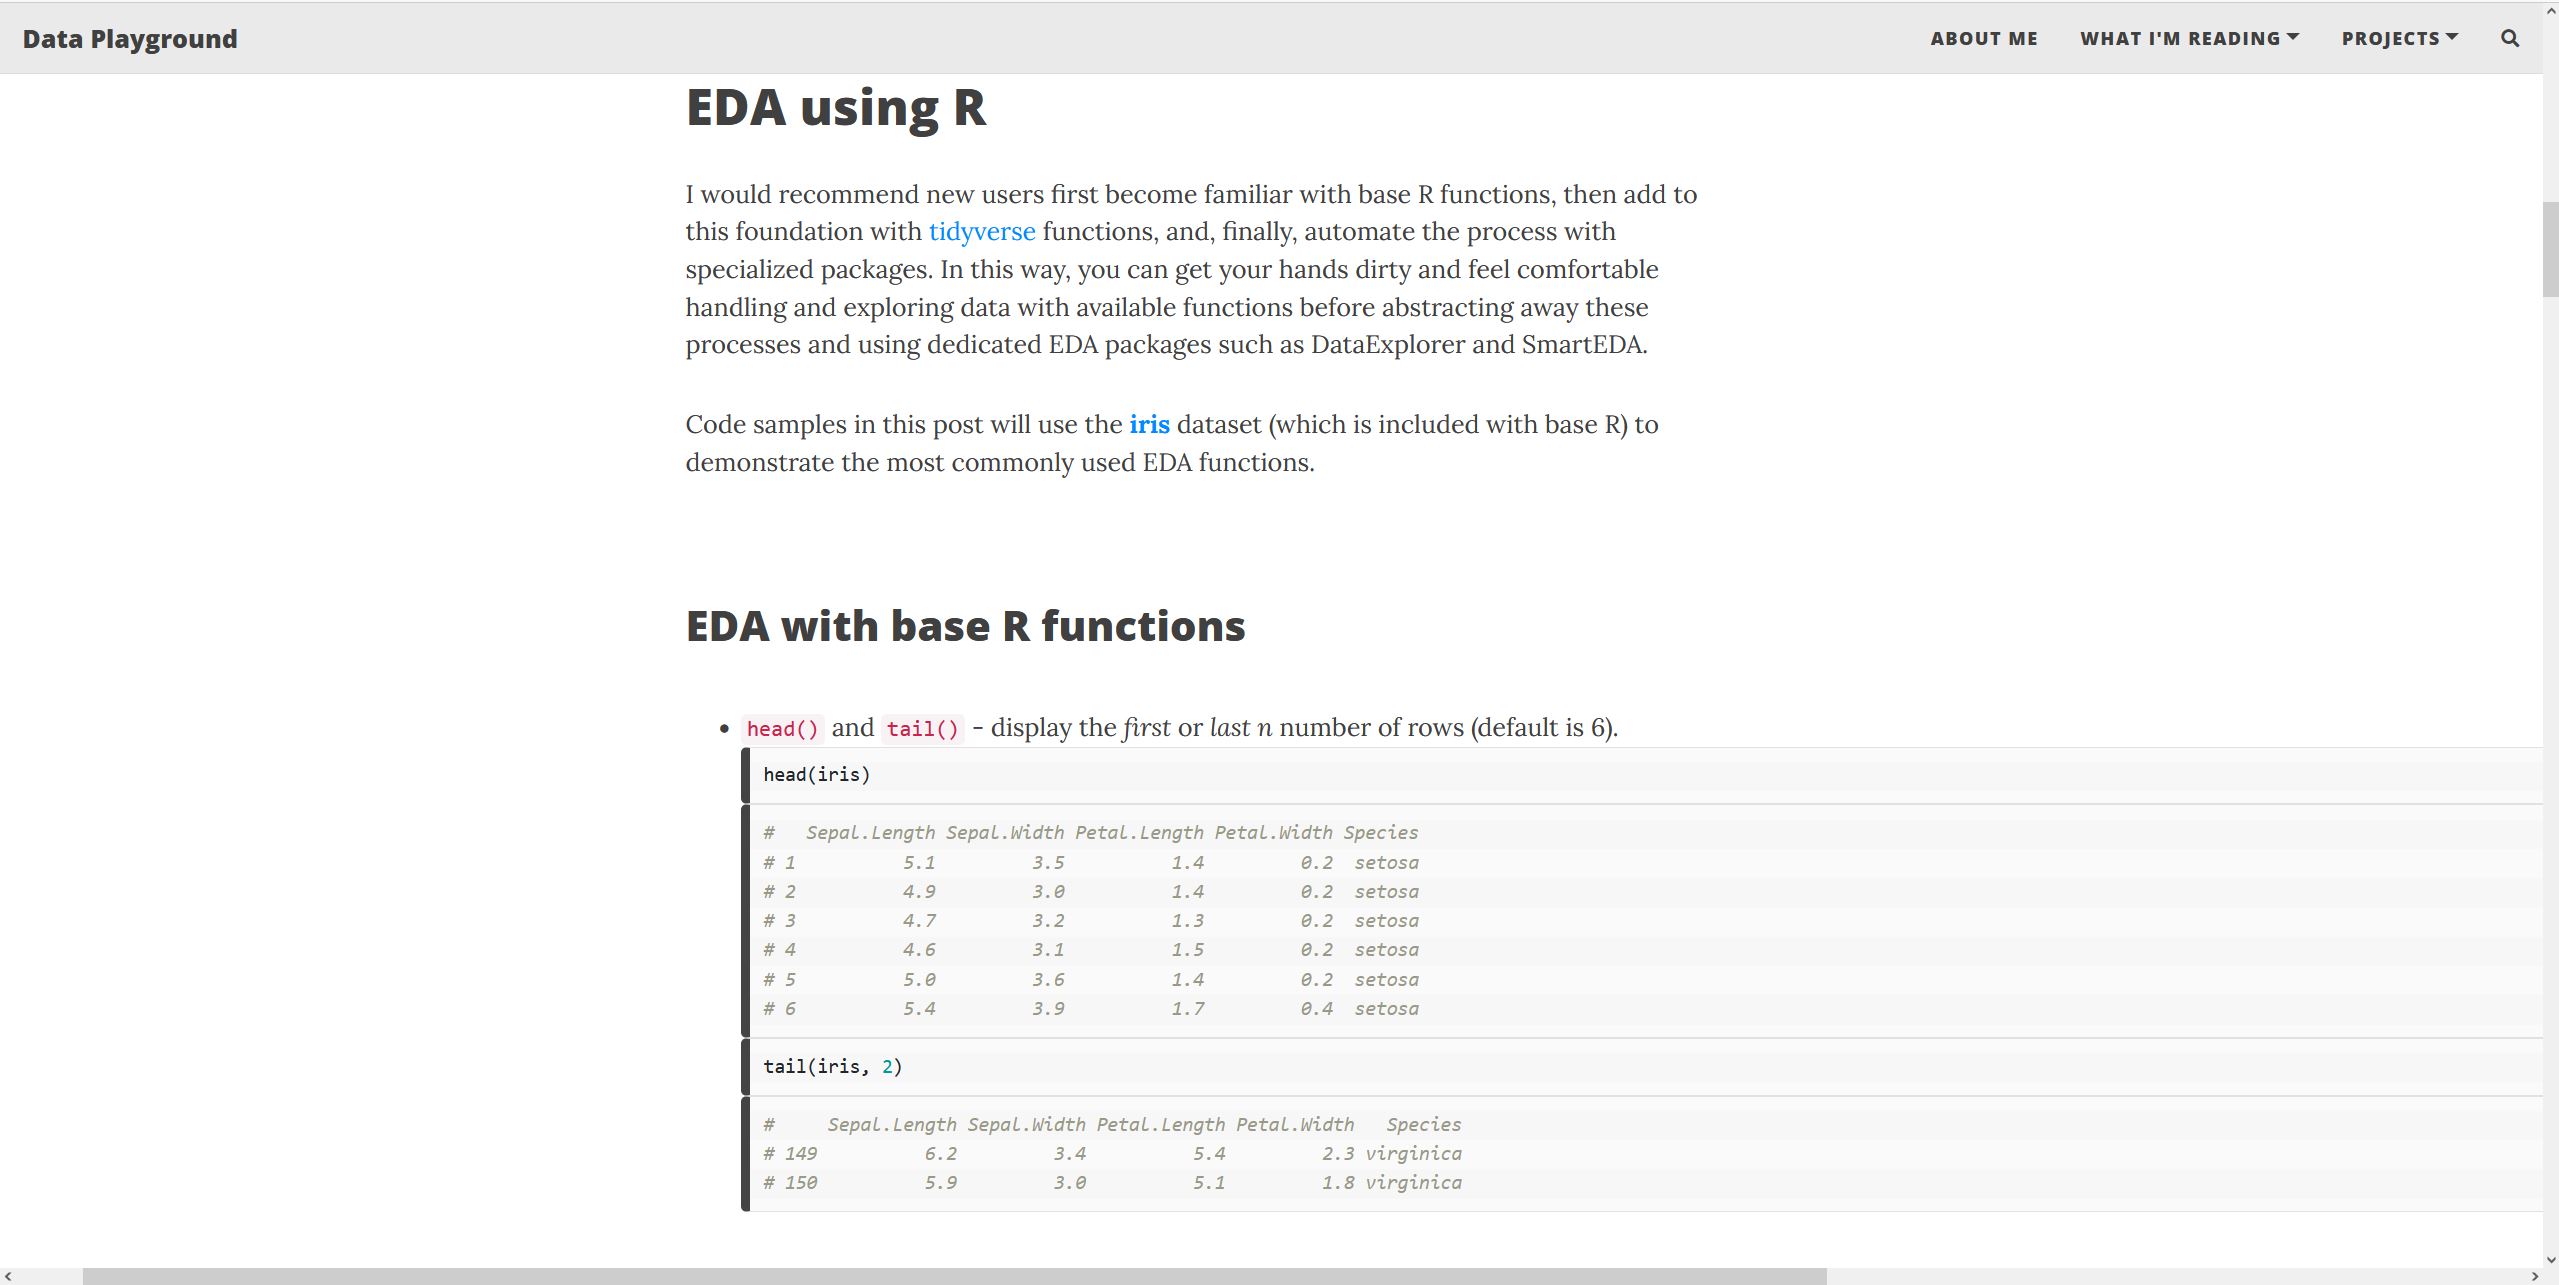 Data Playground
ABOUT ME WHAT I'M READING PROJECTS
EDA using R
I would recommend new users first become familiar with base R functions, then add to
this foundation with tidyverse functions, and, finally, automate the process with
specialized packages. In this way, you can get your hands dirty and feel comfortable
handling and exploring data with available functions before abstracting away these
processes and using dedicated EDA packages such as DataExplorer and SmartEDA.
Code samples in this post will use the iris dataset (which is included with base R) to
demonstrate the most commonly used EDA functions.
EDA with base R functions
• head() and tail() - display the first or last n number of rows (default is 6).
head(iris)
#   Sepal.Length Sepal.Width Petal.Length Petal.Width Species
# 1          5.1         3.5          1.4         0.2  setosa
# 2          4.9         3.0          1.4         0.2  setosa
# 3          4.7         3.2          1.3         0.2  setosa
# 4          4.6         3.1          1.5         0.2  setosa
# 5          5.0         3.6          1.4         0.2  setosa
# 6          5.4         3.9          1.7         0.4  setosa
tail(iris, 2)
#     Sepal.Length Sepal.Width Petal.Length Petal.Width   Species
# 149          6.2         3.4          5.4         2.3 virginica
# 150          5.9         3.0          5.1         1.8 virginica